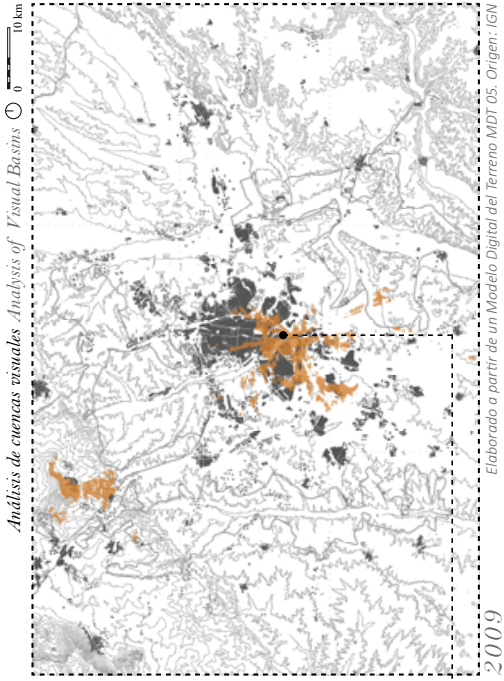 Análisis de cuencas visuales Analysis of Visual Basins
0 10 km
2009
Elaborado a partir de un Modelo Digital del Terreno MDT 05. Origen: IGN